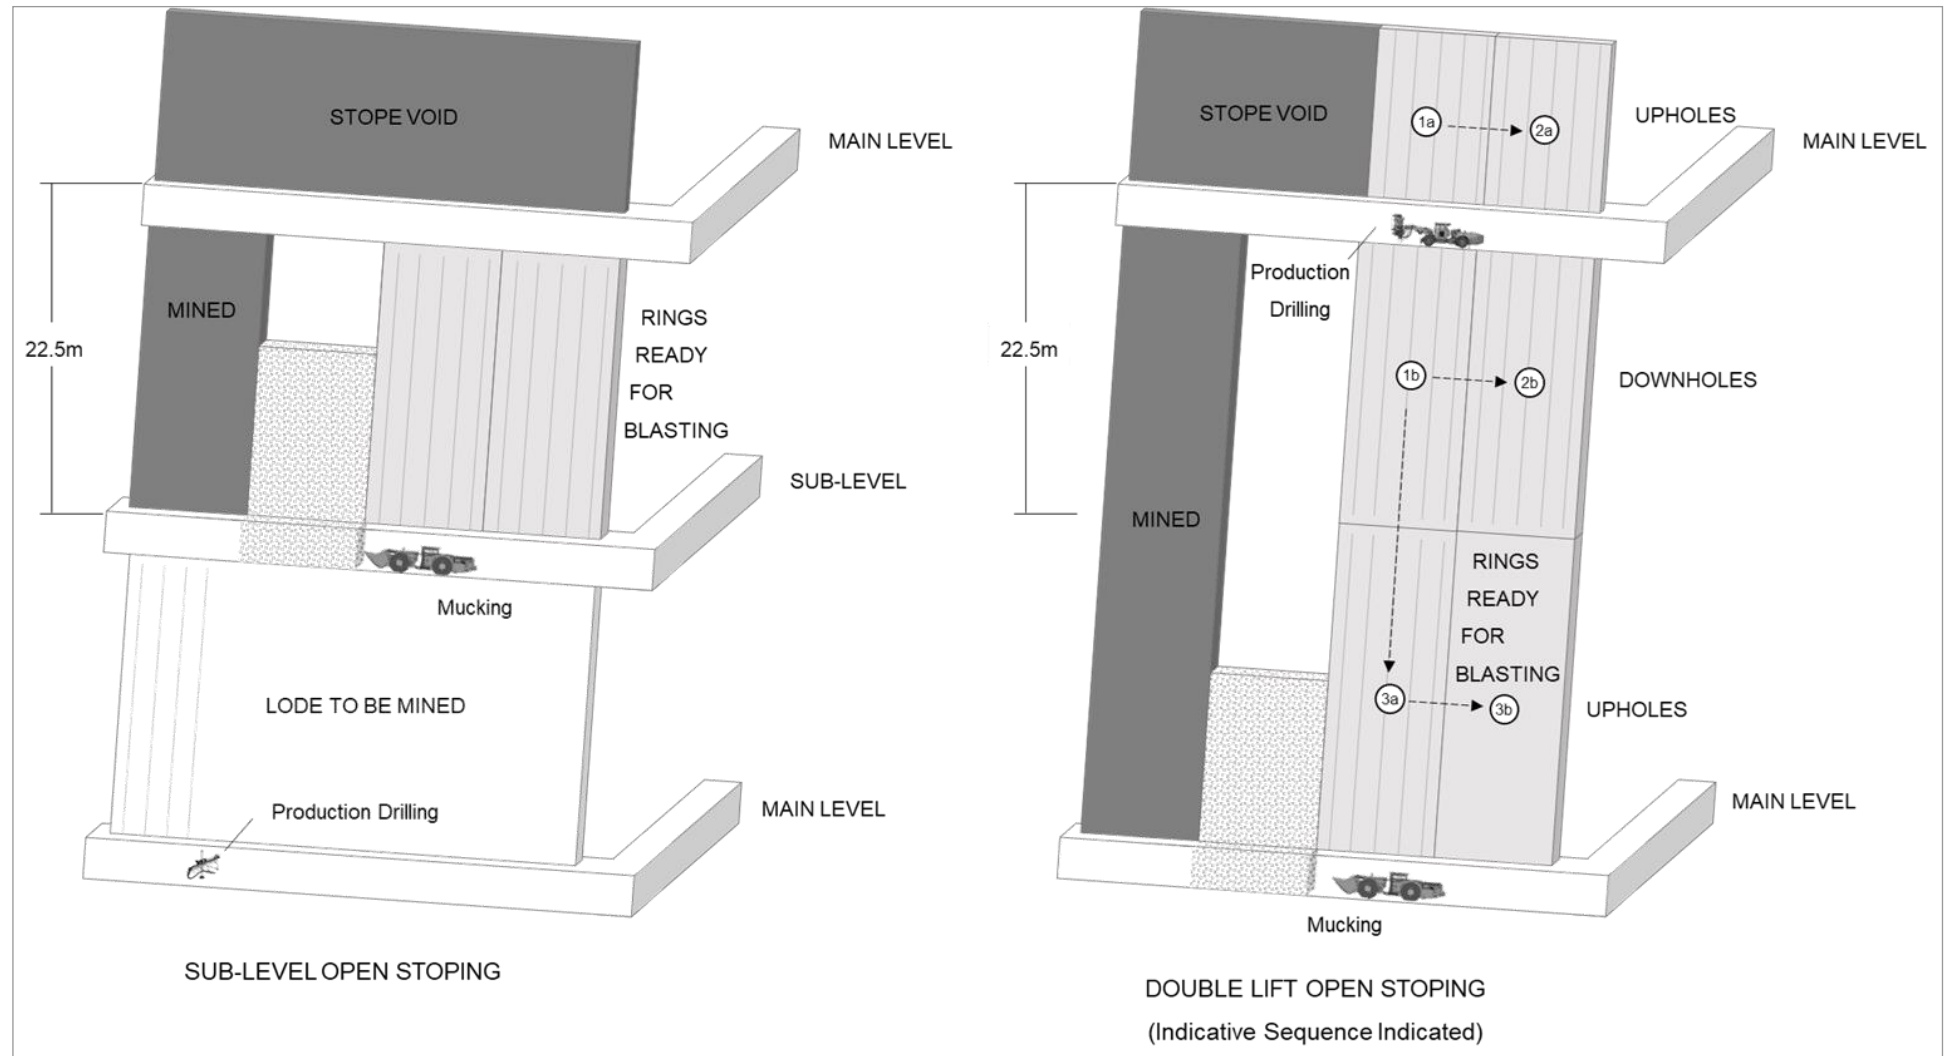 STOPE VOID
MAIN LEVEL
MINED
22.5m
RINGS
READY
FOR
BLASTING
SUB-LEVEL
Mucking
LODE TO BE MINED
Production Drilling
MAIN LEVEL
SUB-LEVEL OPEN STOPING
STOPE VOID
1a
2a
UPHOLES
MAIN LEVEL
Production
Drilling
22.5m
1b
2b
DOWNHOLES
MINED
RINGS
READY
FOR
BLASTING
3a
3b
UPHOLES
MAIN LEVEL
Mucking
DOUBLE LIFT OPEN STOPING
(Indicative Sequence Indicated)